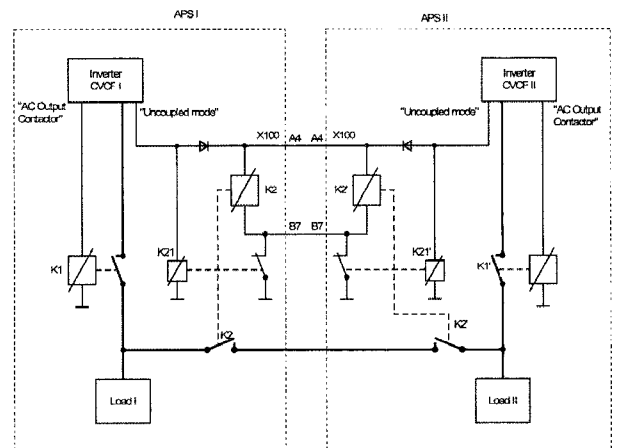 APS I
APS II
Inverter
CVCF I
Inverter
CVCF II
"AC Output
Contactor"
"Uncoupled mode"
"Uncoupled mode"
"AC Output
Contactor"
X100
A4
A4
X100
K2
K2'
B7
B7
K1
K21
K21'
K1'
K2
K2'
Load I
Load II